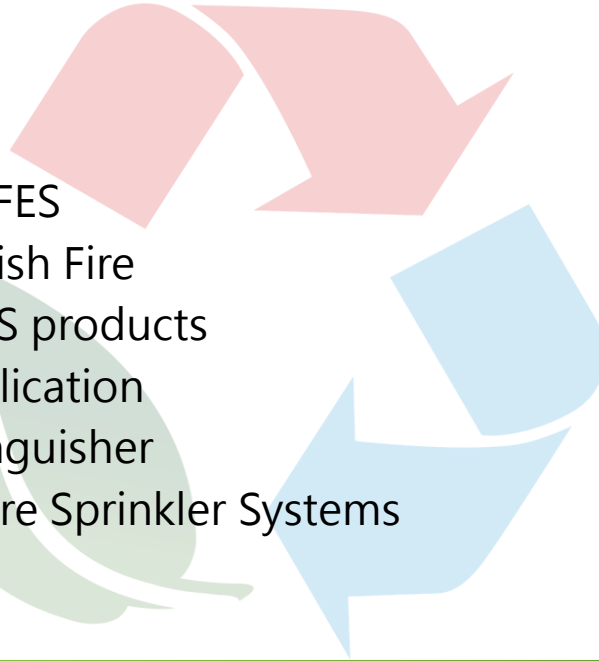 FES
ish Fire
S products
lication
nguisher
re Sprinkler Systems